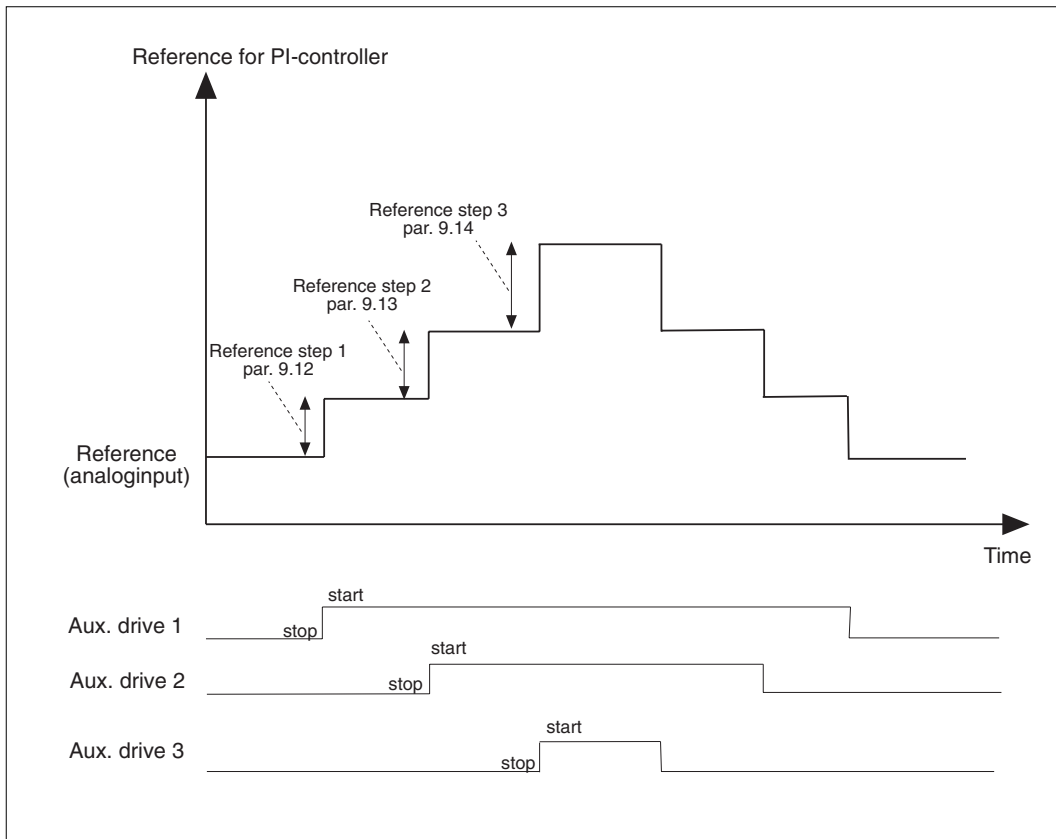 Reference for PI-controller
Reference step 3
par. 9.14
Reference step 2
par. 9.13
Reference step 1
par. 9.12
Reference
(analoginput)
Time
start
Aux. drive 1
stop
start
Aux. drive 2
stop
start
Aux. drive 3
stop